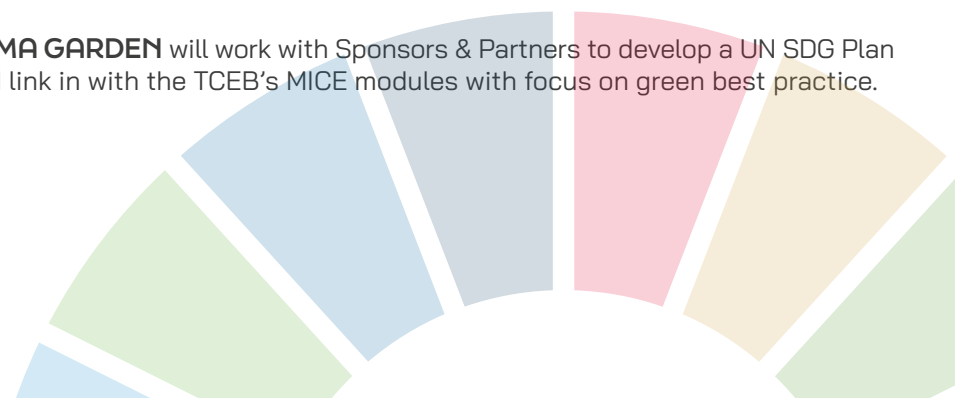 MA GARDEN will work with Sponsors & Partners to develop a UN SDG Plan
link in with the TCEB's MICE modules with focus on green best practice.